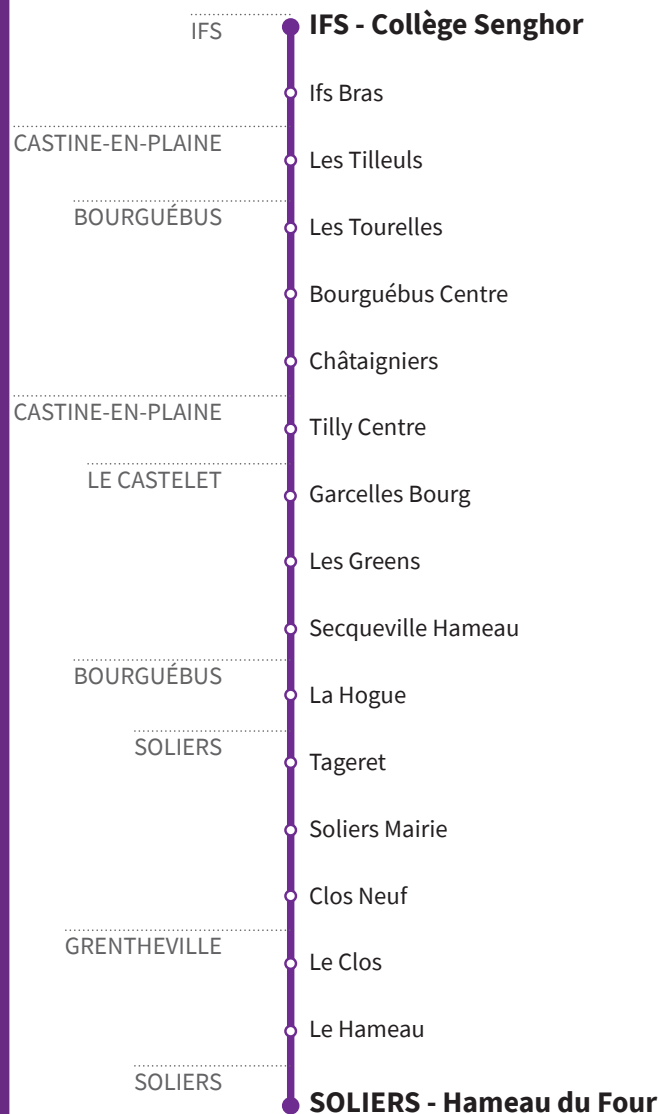 IFS
IFS - Collège Senghor
Ifs Bras
CASTINE-EN-PLAINE
Les Tilleuls
BOURGUÉBUS
Les Tourelles
Bourguébus Centre
Châtaigniers
CASTINE-EN-PLAINE
Tilly Centre
LE CASTELET
Garcelles Bourg
Les Greens
Secqueville Hameau
BOURGUÉBUS
La Hogue
SOLIERS
Tageret
Soliers Mairie
Clos Neuf
GRENTHEVILLE
Le Clos
Le Hameau
SOLIERS
SOLIERS - Hameau du Four